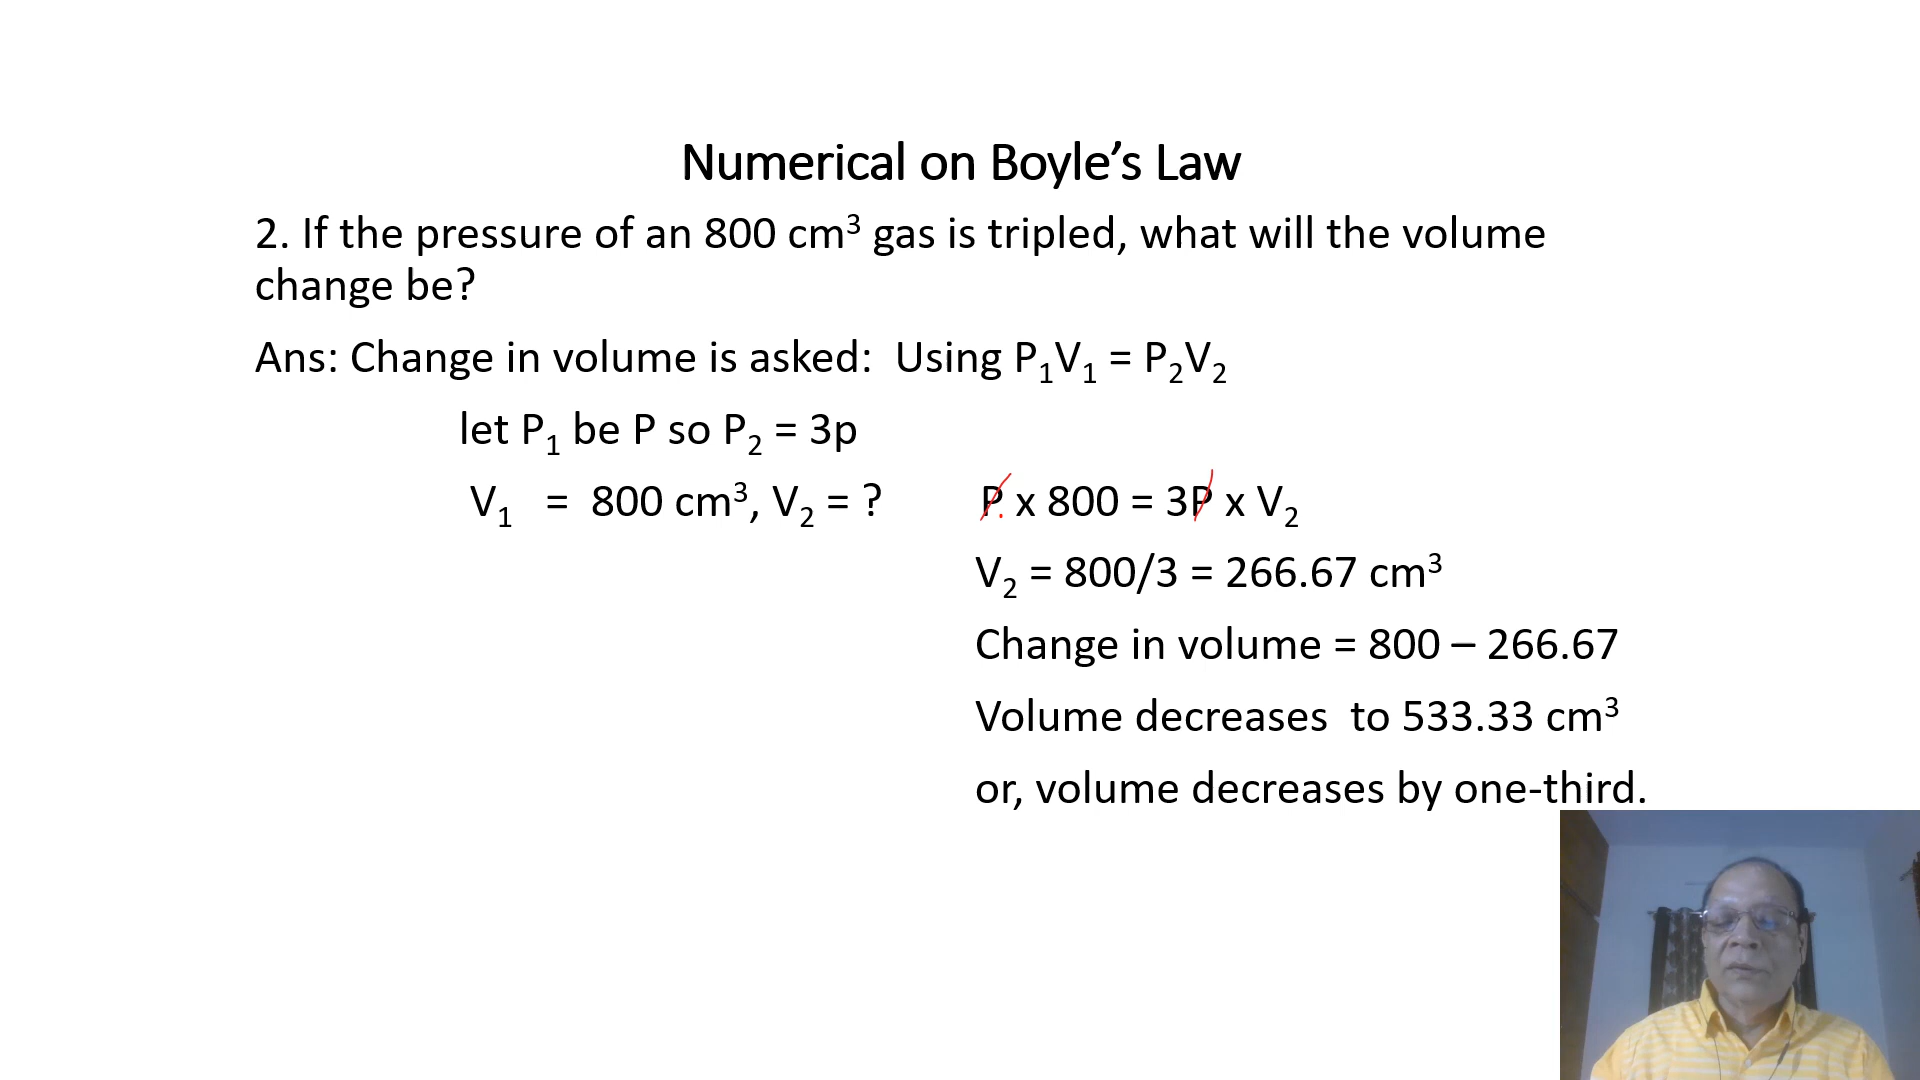 Numerical on Boyle’s Law
2. If the pressure of an 800 cm³ gas is tripled, what will the volume
change be?
Ans: Change in volume is asked:  Using P₁V₁ = P₂V₂
let P₁ be P so P₂ = 3p
V₁   =  800 cm³, V₂ = ?   P x 800 = 3P x V₂
V₂ = 800/3 = 266.67 cm³
Change in volume = 800 – 266.67
Volume decreases  to 533.33 cm³
or, volume decreases by one-third.